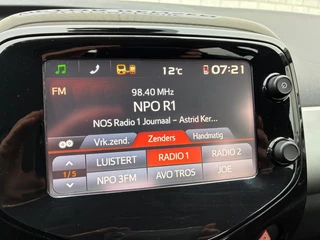 12°c 07:21
FM 98.40 MHz
NPO R1
NOS Radio 1 Journaal – Astrid Ker...
Vrk.zend. Zenders Handmatig
LUISTERT RADIO 1 RADIO 2
1/5
NPO 3FM AVO TROS JOE